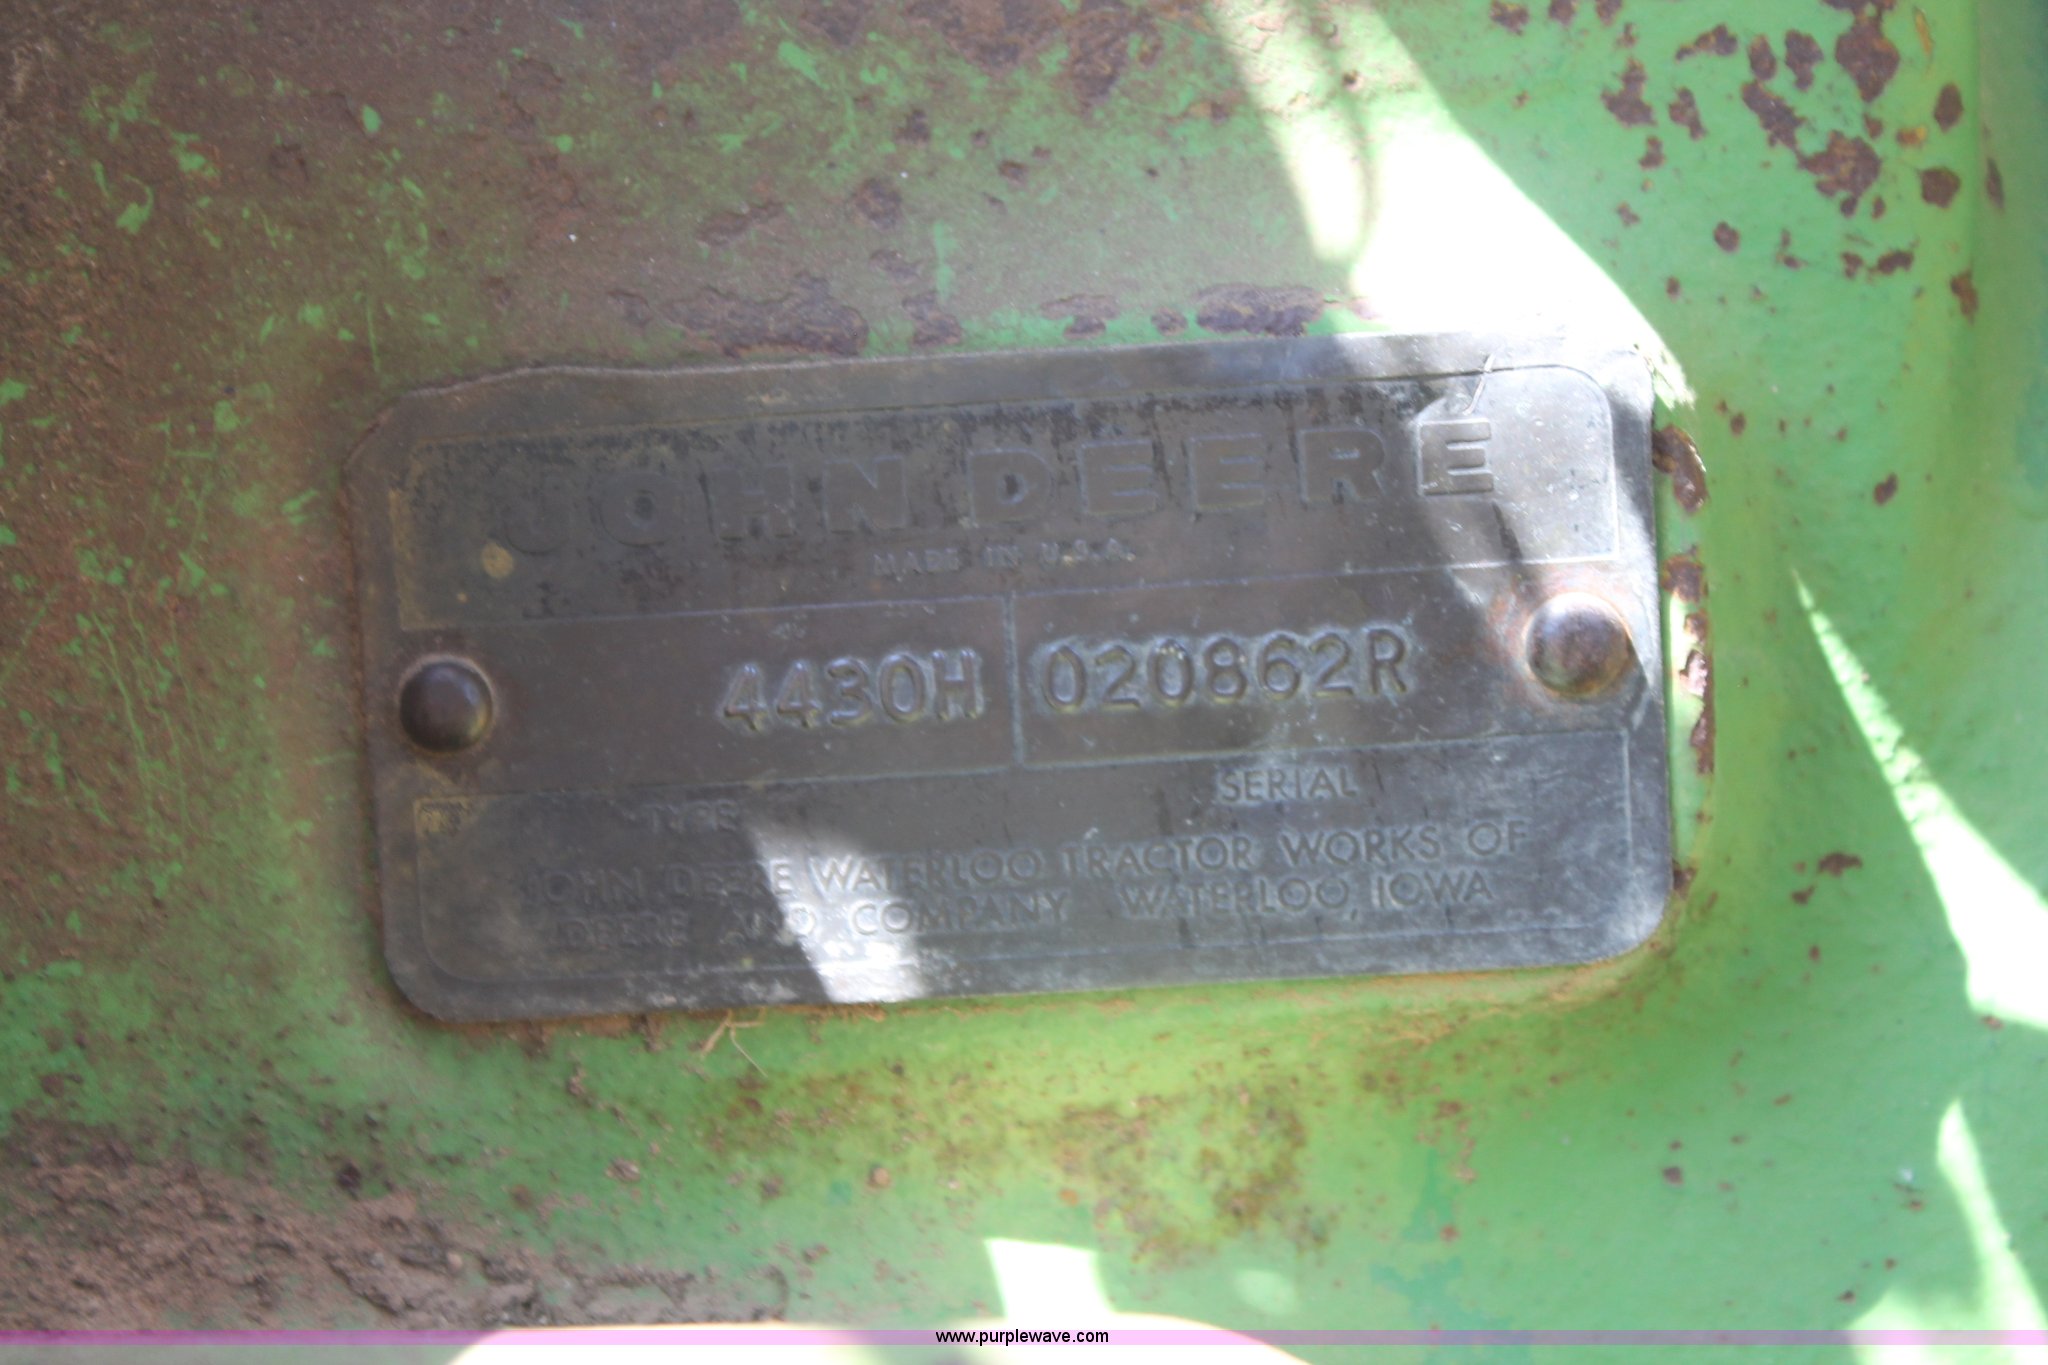 JOHN DEERE
MADE IN U.S.A.
4430H 020862R
TYPE SERIAL
JOHN DEERE WATERLOO TRACTOR WORKS OF
DEERE AND COMPANY WATERLOO, IOWA
www.purplewave.com